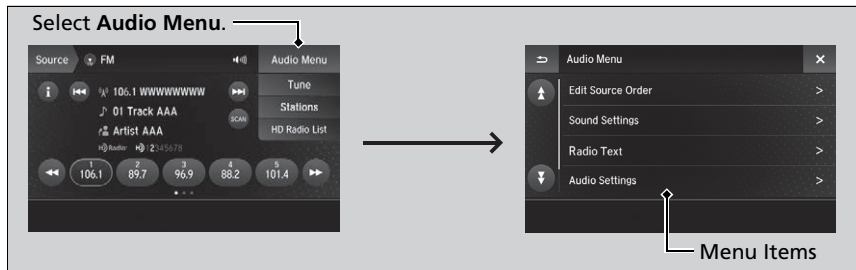 Select Audio Menu.
Source FM Audio Menu
106.1 WWWWWWWW Tune
01 Track AAA Stations
SCAN
Artist AAA HD Radio List
HD Radio HD 12345678
1 2 3 4 5
106.1 89.7 96.9 88.2 101.4
Audio Menu ×
Edit Source Order >
Sound Settings >
Radio Text >
Audio Settings >
Menu Items